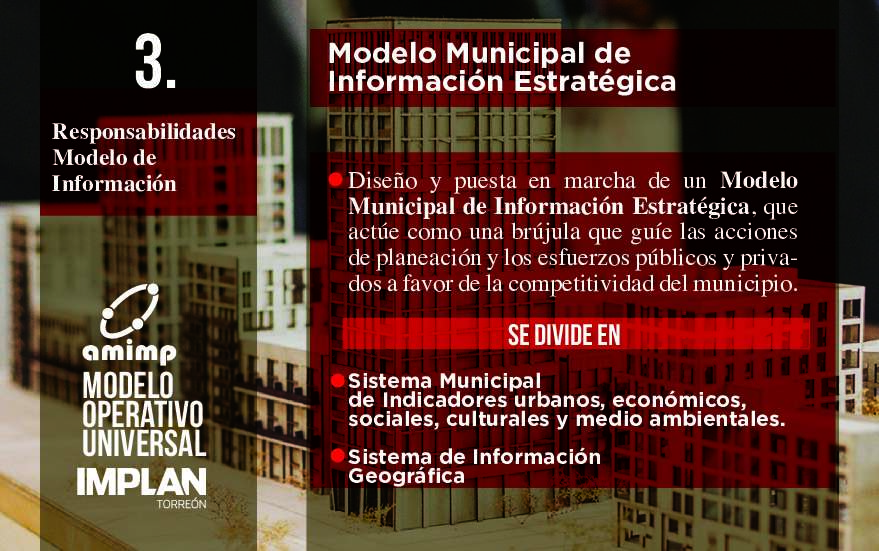 3.
Responsabilidades
Modelo de
Información
amimp
MODELO
OPERATIVO
UNIVERSAL
IMPLAN
TORREÓN
Modelo Municipal de
Información Estratégica
Diseño y puesta en marcha de un Modelo
Municipal de Información Estratégica, que
actúe como una brújula que guíe las acciones
de planeación y los esfuerzos públicos y priva-
dos a favor de la competitividad del municipio.
SE DIVIDE EN
Sistema Municipal
de Indicadores urbanos, económicos,
sociales, culturales y medio ambientales.
Sistema de Información
Geográfica